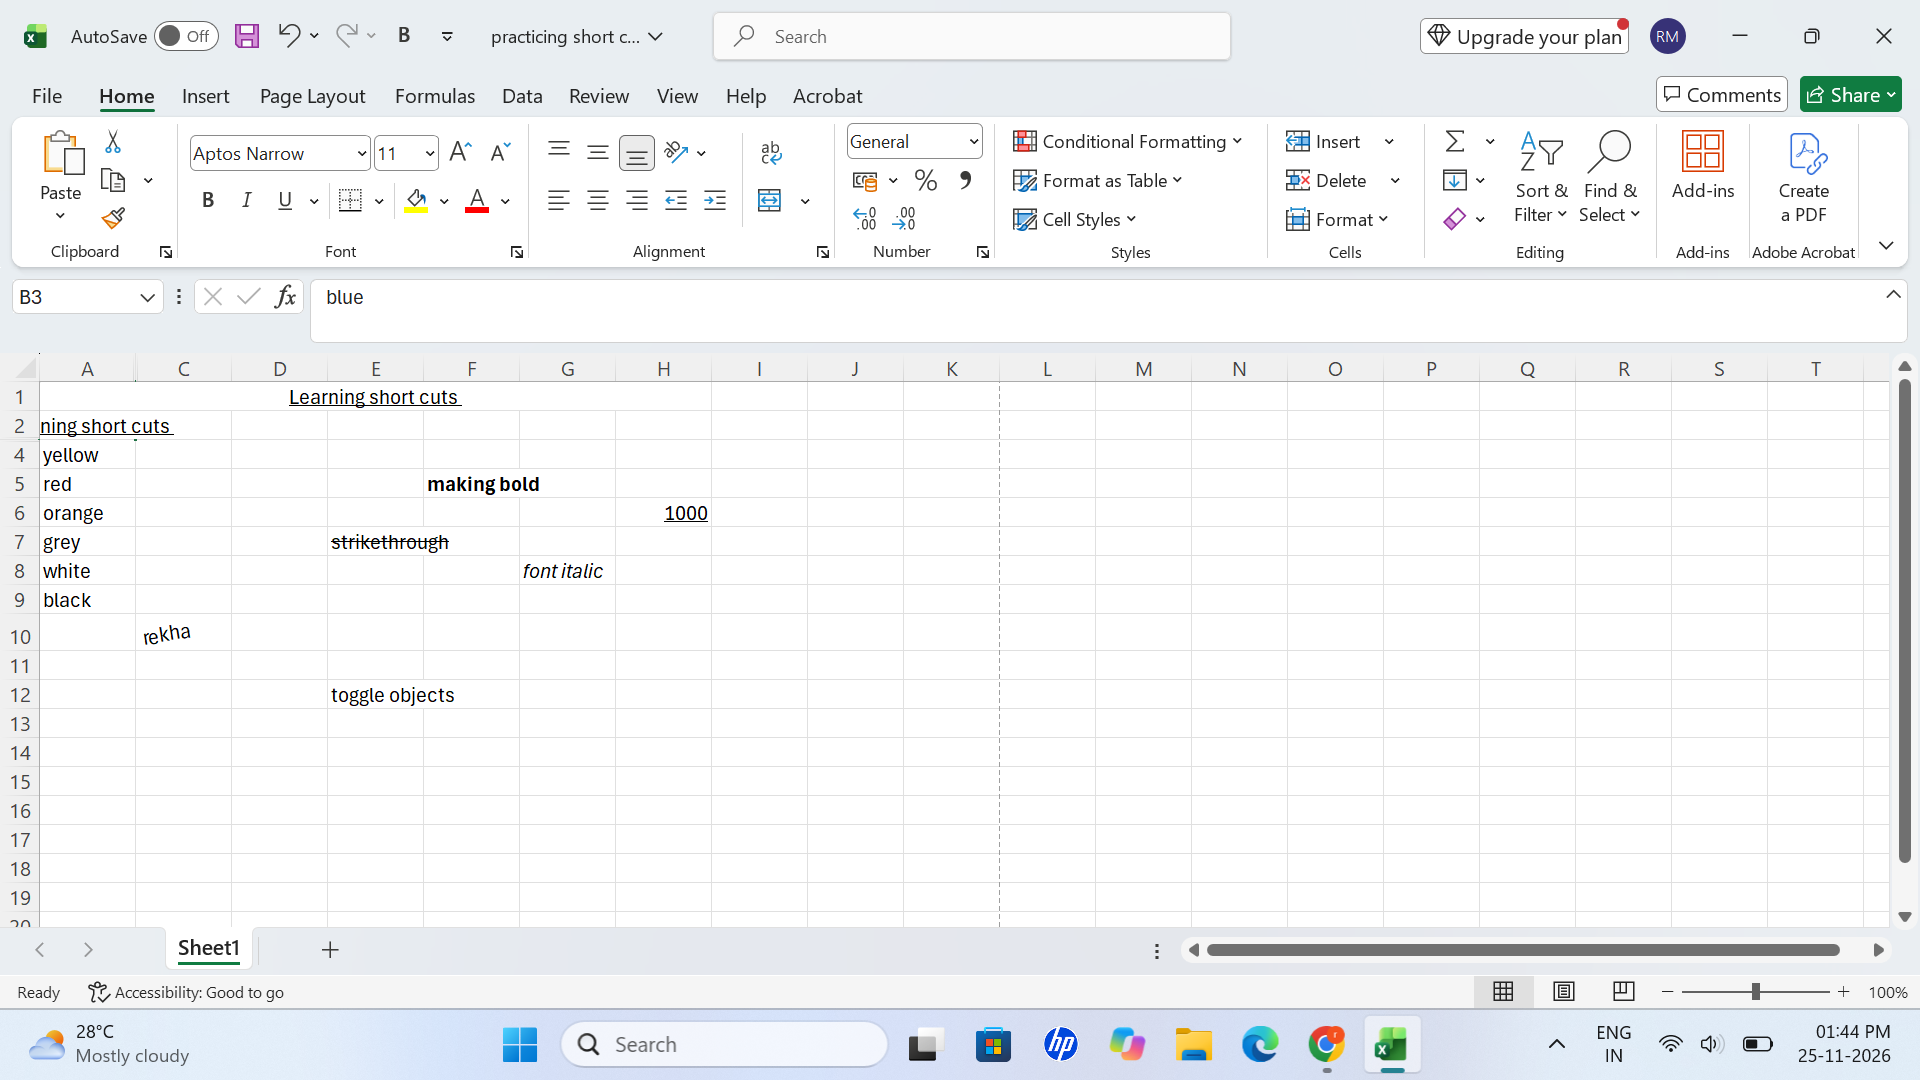 AutoSave Off B practicing short c... Search Upgrade your plan RM
File Home Insert Page Layout Formulas Data Review View Help Acrobat Comments Share
Paste Aptos Narrow 11 A A ab General Conditional Formatting Insert Sort & Filter Find & Select Add-ins Create a PDF
B I U A % Format as Table Delete
Cell Styles Format
Clipboard Font Alignment Number Styles Cells Editing Add-ins Adobe Acrobat
B3 fx blue
A C D E F G H I J K L M N O P Q R S T
1 Learning short cuts
2 ning short cuts
4 yellow
5 red making bold
6 orange 1000
7 grey strikethrough
8 white font italic
9 black
10 rekha
11
12 toggle objects
13
14
15
16
17
18
19
20
Sheet1
Ready Accessibility: Good to go 100%
28°C
Mostly cloudy
Search
hp
ENG
IN
01:44 PM
25-11-2026